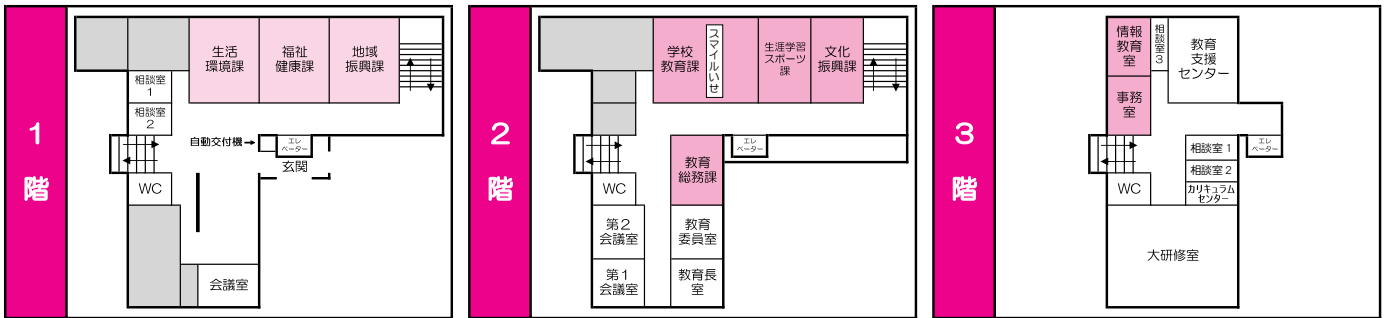 1
階
生活
環境課
福祉
健康課
地域
振興課
相談室
1
相談室
2
自動交付機
エレ
ベーター
玄関
WC
会議室
2
階
学校
教育課
スマイルいせ
生涯学習
スポーツ
課
文化
振興課
エレ
ベーター
教育
総務課
WC
第2
会議室
教育
委員室
第1
会議室
教育長
室
3
階
情報
教育
室
相談室3
教育
支援
センター
事務
室
エレ
ベーター
相談室1
相談室2
WC
カリキュラム
センター
大研修室